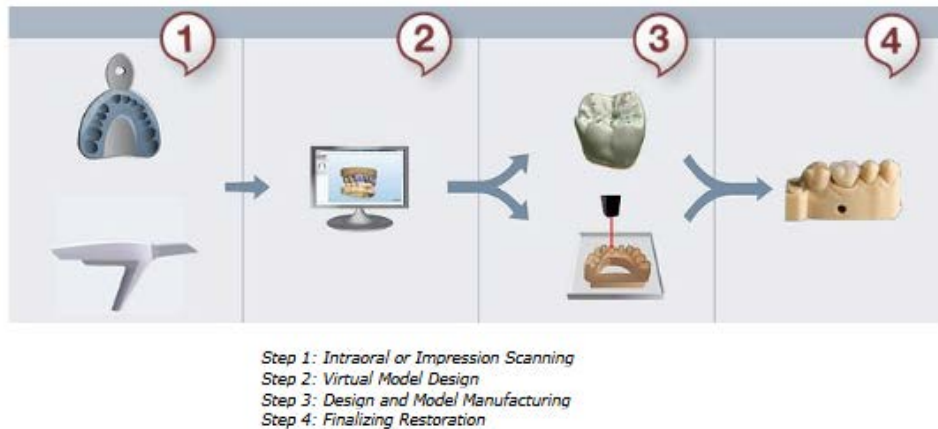 1
2
3
4
Step 1: Intraoral or Impression Scanning
Step 2: Virtual Model Design
Step 3: Design and Model Manufacturing
Step 4: Finalizing Restoration